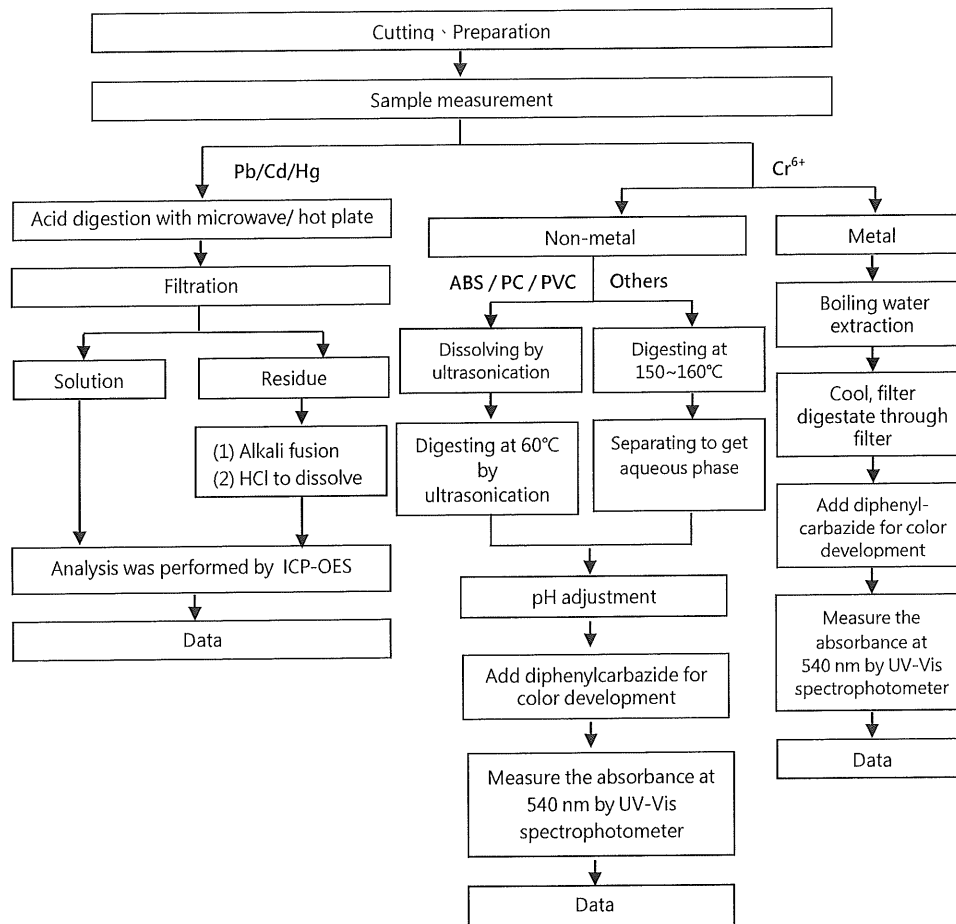 Cutting、Preparation
Sample measurement
Pb/Cd/Hg
Cr⁶⁺
Acid digestion with microwave/ hot plate
Filtration
Solution
Residue
(1) Alkali fusion
(2) HCl to dissolve
Analysis was performed by ICP-OES
Data
Non-metal
ABS / PC / PVC
Others
Dissolving by
ultrasonication
Digesting at
150~160℃
Digesting at 60℃
by
ultrasonication
Separating to get
aqueous phase
pH adjustment
Add diphenylcarbazide for
color development
Measure the absorbance at
540 nm by UV-Vis
spectrophotometer
Data
Metal
Boiling water
extraction
Cool, filter
digestate through
filter
Add diphenyl-
carbazide for color
development
Measure the
absorbance at
540 nm by UV-Vis
spectrophotometer
Data